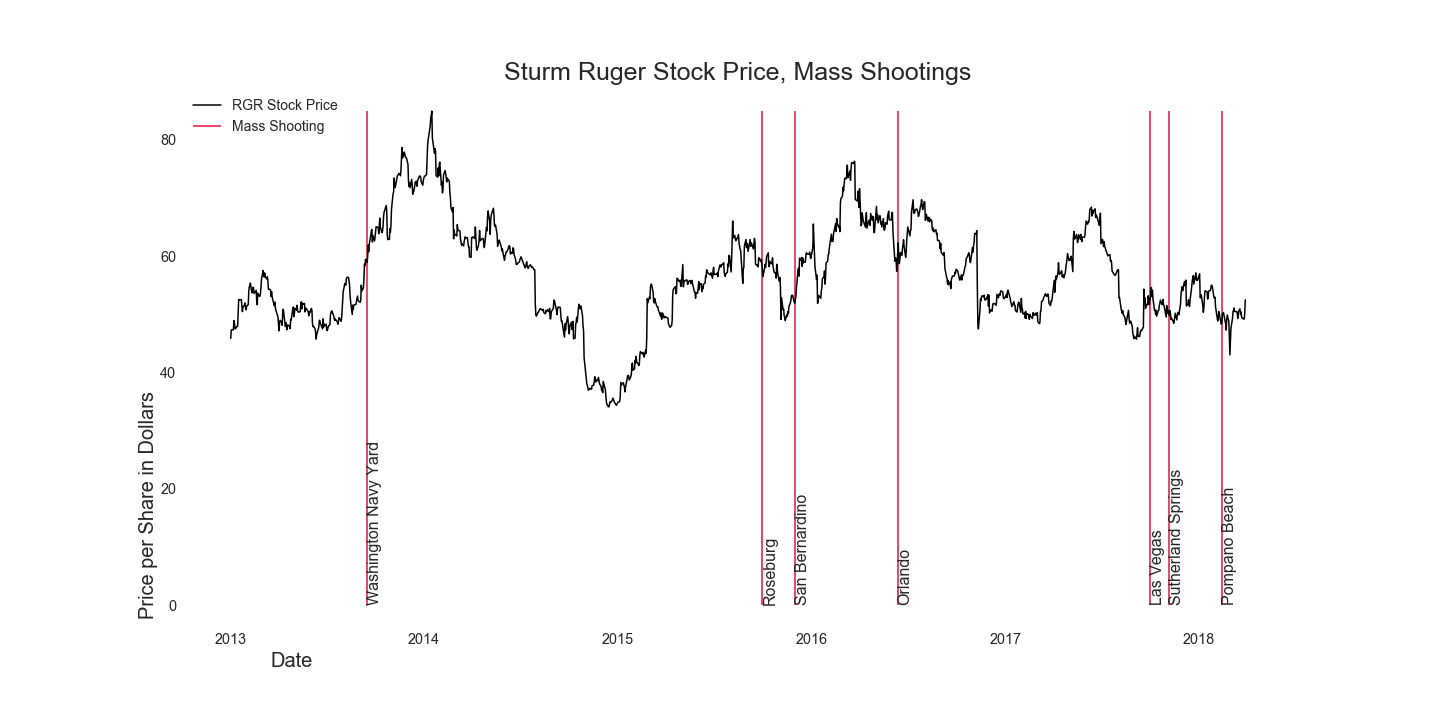 Sturm Ruger Stock Price, Mass Shootings
RGR Stock Price
Mass Shooting
80
60
40
20
0
Price per Share in Dollars
Washington Navy Yard
Roseburg
San Bernardino
Orlando
Las Vegas
Sutherland Springs
Pompano Beach
2013
2014
2015
2016
2017
2018
Date